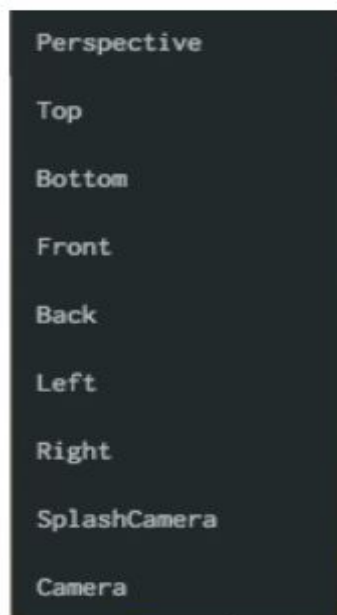 Perspective
Top
Bottom
Front
Back
Left
Right
SplashCamera
Camera